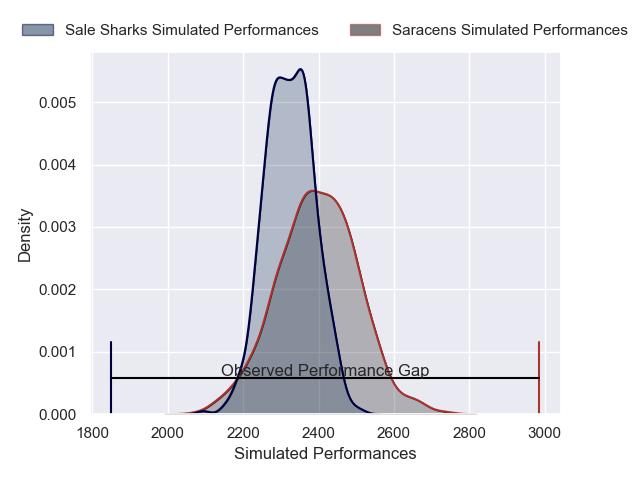 Sale Sharks Simulated Performances
Saracens Simulated Performances
Density
0.005
0.004
0.003
0.002
0.001
0.000
Observed Performance Gap
1800
2000
2200
2400
2600
2800
3000
Simulated Performances